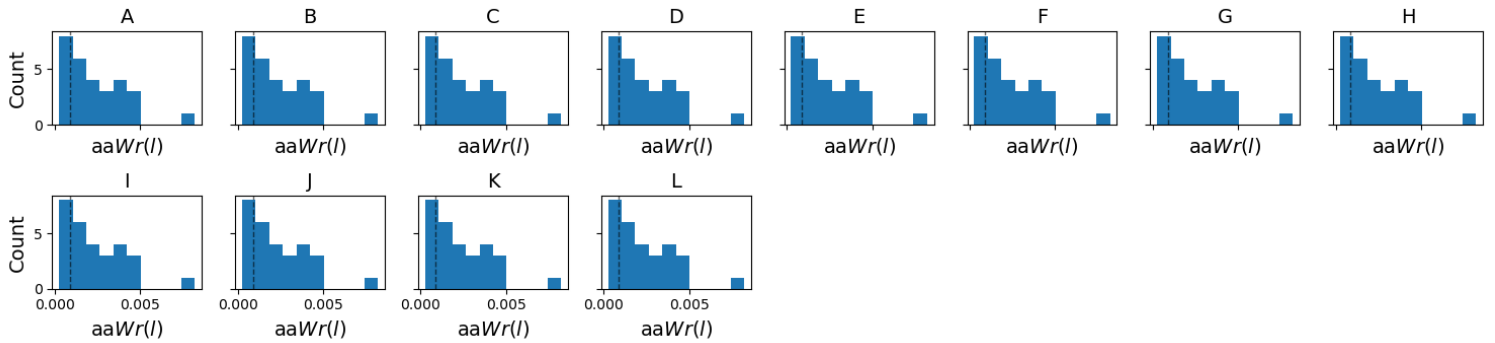 A B C D E F G H
Count
5
0
aaWr(l) aaWr(l) aaWr(l) aaWr(l) aaWr(l) aaWr(l) aaWr(l) aaWr(l)
I J K L
Count
5
0
0.000 0.005 0.000 0.005 0.000 0.005 0.000 0.005
aaWr(l) aaWr(l) aaWr(l) aaWr(l)